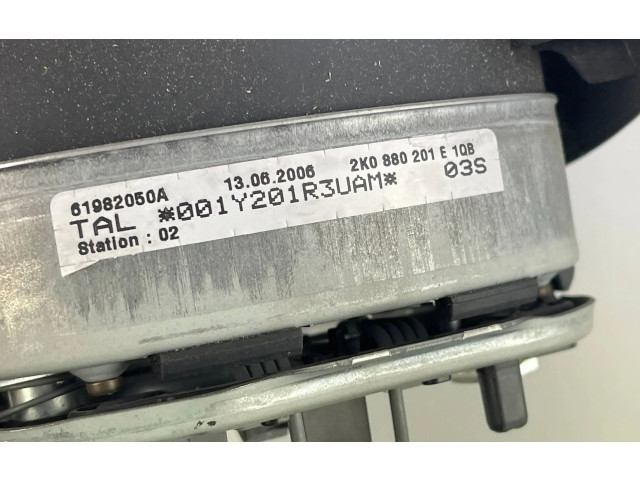 61982050A 13.06.2006 2K0 880 201 E 1QB
TAL *001Y201R3UAM* 03S
Station : 02